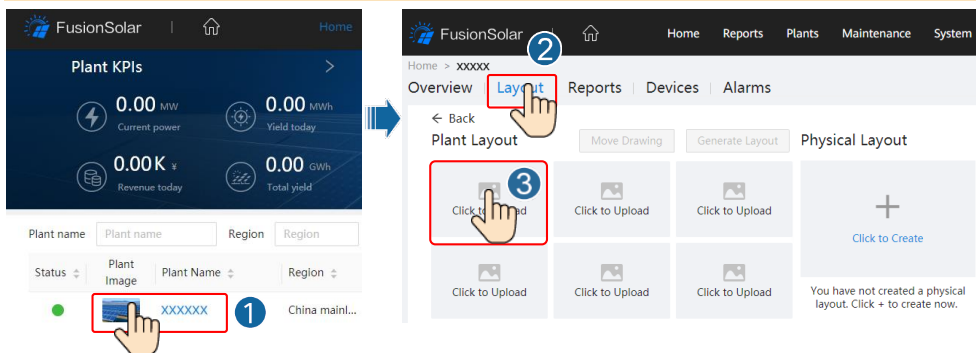 FusionSolar
Home
Plant KPIs >
0.00 MW
Current power
0.00 MWh
Yield today
0.00K ¥
Revenue today
0.00 GWh
Total yield
Plant name Plant name Region Region
Status Plant Image Plant Name Region
XXXXXX China mainl...
1
FusionSolar
Home Reports Plants Maintenance System
2
Home > XXXXX
Overview Layout Reports Devices Alarms
← Back
Plant Layout Move Drawing Generate Layout Physical Layout
3
Click to Upload Click to Upload Click to Upload
Click to Create
Click to Upload Click to Upload Click to Upload
You have not created a physical
layout. Click + to create now.